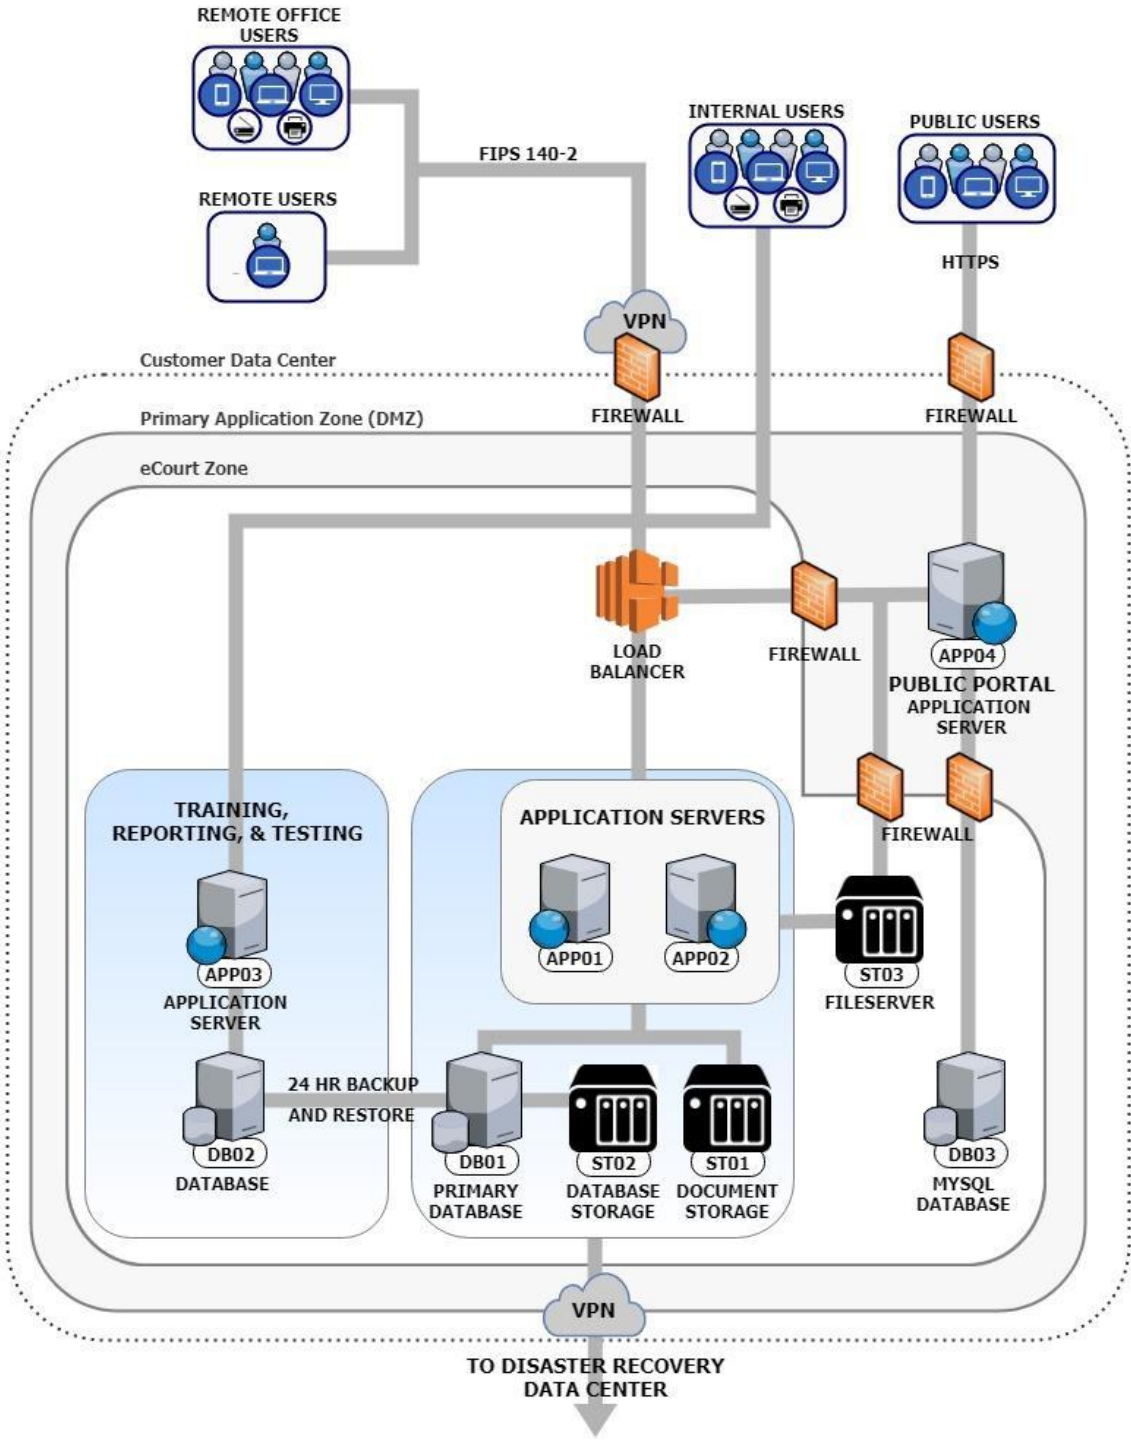 REMOTE OFFICE
USERS
INTERNAL USERS
PUBLIC USERS
FIPS 140-2
REMOTE USERS
HTTPS
VPN
Customer Data Center
FIREWALL
FIREWALL
Primary Application Zone (DMZ)
eCourt Zone
LOAD
BALANCER
FIREWALL
APP04
PUBLIC PORTAL
APPLICATION
SERVER
TRAINING,
REPORTING, & TESTING
APPLICATION SERVERS
FIREWALL
APP01
APP02
APP03
APPLICATION
SERVER
ST03
FILESERVER
24 HR BACKUP
AND RESTORE
DB02
DATABASE
DB01
PRIMARY
DATABASE
ST02
DATABASE
STORAGE
ST01
DOCUMENT
STORAGE
DB03
MYSQL
DATABASE
VPN
TO DISASTER RECOVERY
DATA CENTER